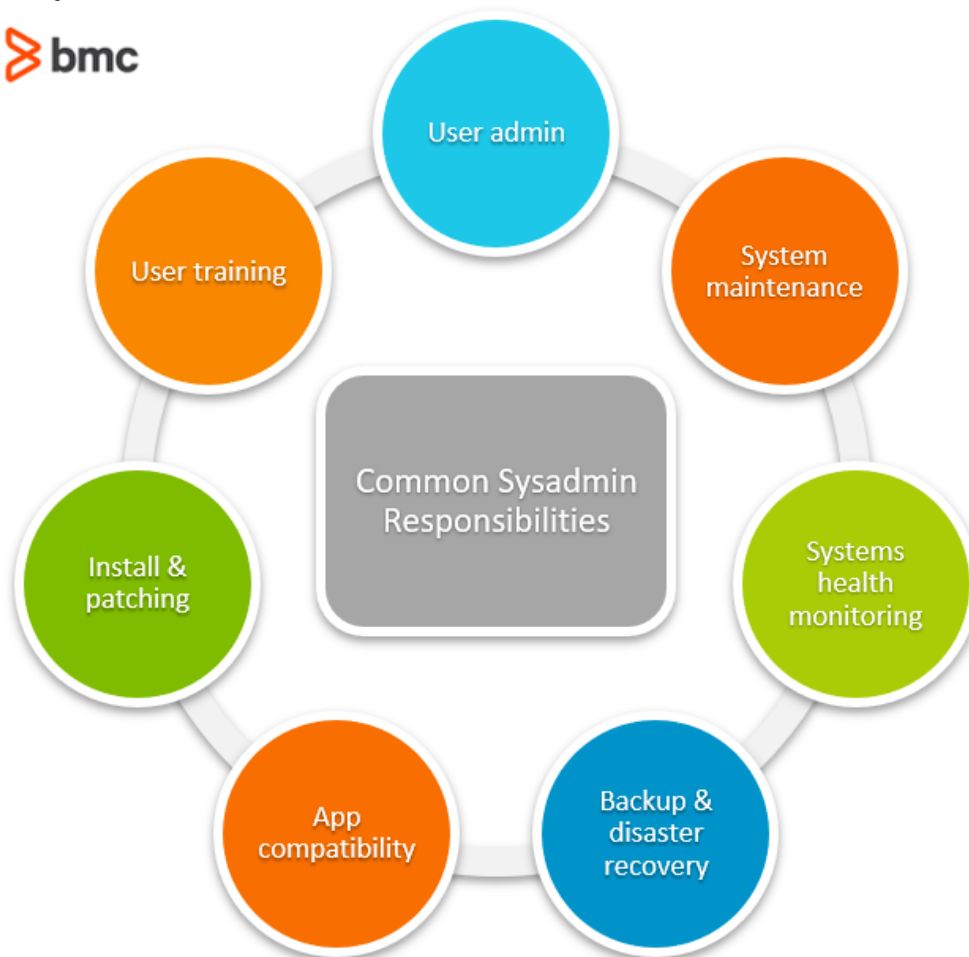 bmc
User admin
System
maintenance
Systems
health
monitoring
Backup &
disaster
recovery
App
compatibility
Install &
patching
User training
Common Sysadmin
Responsibilities